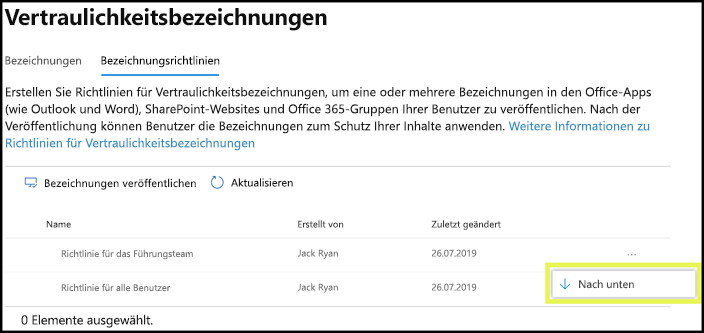 Vertraulichkeitsbezeichnungen
Bezeichnungen Bezeichnungsrichtlinien
Erstellen Sie Richtlinien für Vertraulichkeitsbezeichnungen, um eine oder mehrere Bezeichnungen in den Office-Apps
(wie Outlook und Word), SharePoint-Websites und Office 365-Gruppen Ihrer Benutzer zu veröffentlichen. Nach der
Veröffentlichung können Benutzer die Bezeichnungen zum Schutz Ihrer Inhalte anwenden. Weitere Informationen zu
Richtlinien für Vertraulichkeitsbezeichnungen
Bezeichnungen veröffentlichen Aktualisieren
Name Erstellt von Zuletzt geändert
Richtlinie für das Führungsteam Jack Ryan 26.07.2019 ...
Richtlinie für alle Benutzer Jack Ryan 26.07.2019 Nach unten
0 Elemente ausgewählt.